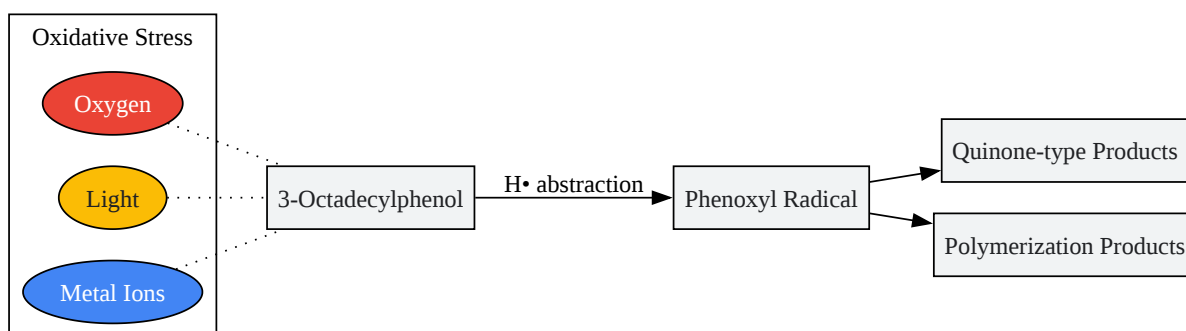 Oxidative Stress
Oxygen
Light
Metal Ions
3-Octadecylphenol
H• abstraction
Phenoxyl Radical
Quinone-type Products
Polymerization Products